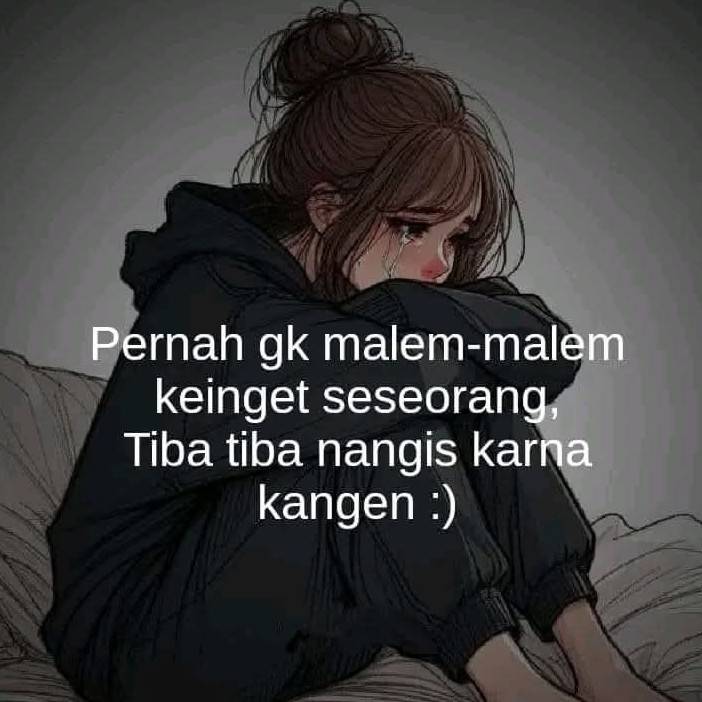 Pernah gk malem-malem
keinget seseorang,
Tiba tiba nangis karna
kangen :)